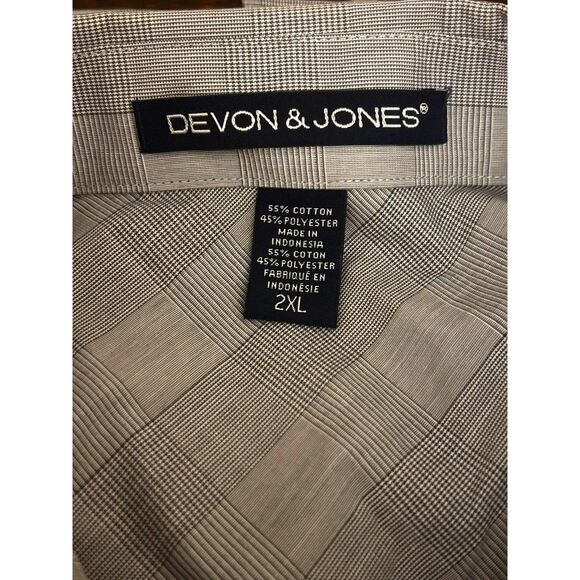 DEVON & JONES®
55% COTTON
45% POLYESTER
MADE IN
INDONESIA
55% COTON
45% POLYESTER
FABRIQUÉ EN
INDONÉSIE
2XL